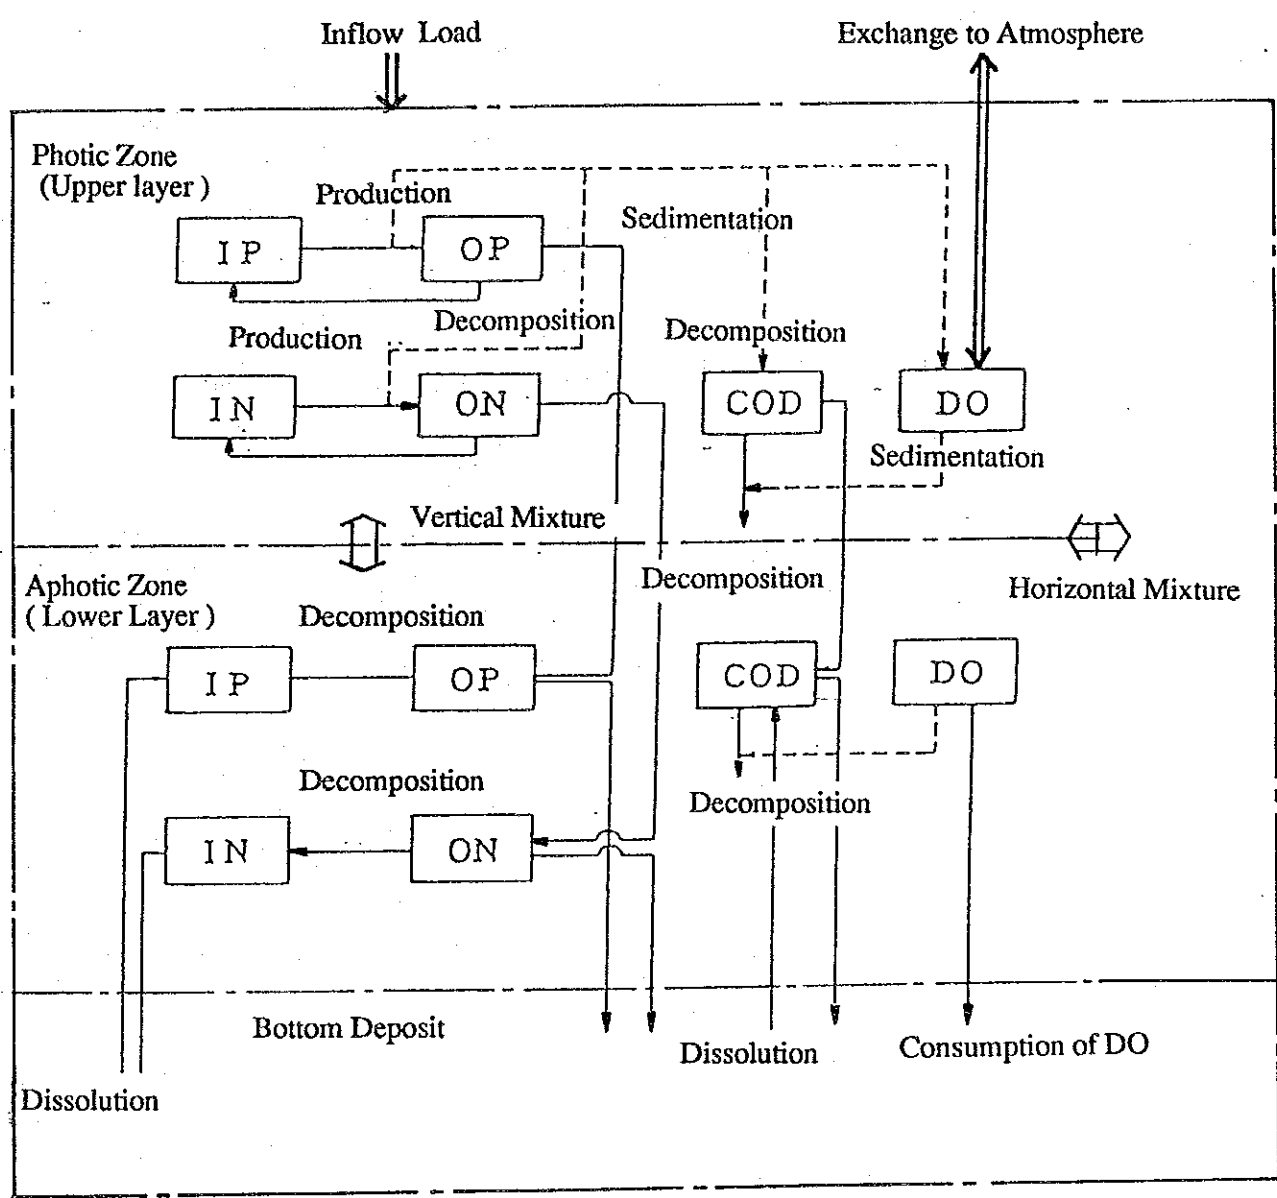 Inflow Load
Exchange to Atmosphere
Photic Zone
(Upper layer)
Production
Sedimentation
IP
OP
Decomposition
Production
Decomposition
IN
ON
COD
DO
Sedimentation
Vertical Mixture
Aphotic Zone
(Lower Layer)
Decomposition
Decomposition
Horizontal Mixture
IP
OP
COD
DO
Decomposition
Decomposition
IN
ON
Bottom Deposit
Dissolution
Consumption of DO
Dissolution